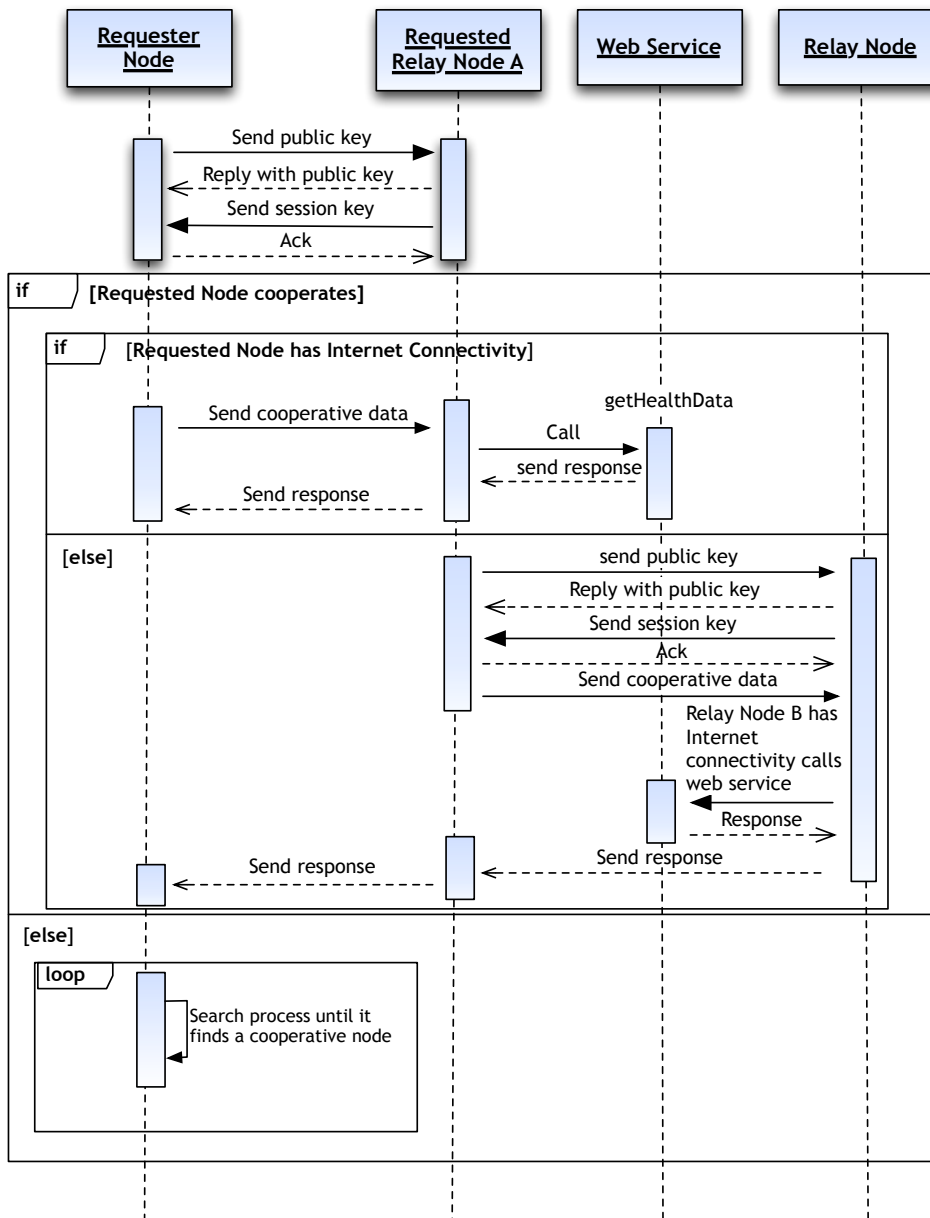 Requester
Node
Requested
Relay Node A
Web Service
Relay Node
Send public key
Reply with public key
Send session key
Ack
if
[Requested Node cooperates]
if
[Requested Node has Internet Connectivity]
getHealthData
Send cooperative data
Call
send response
Send response
[else]
send public key
Reply with public key
Send session key
Ack
Send cooperative data
Relay Node B has
Internet
connectivity calls
web service
Response
Send response
Send response
[else]
loop
Search process until it
finds a cooperative node